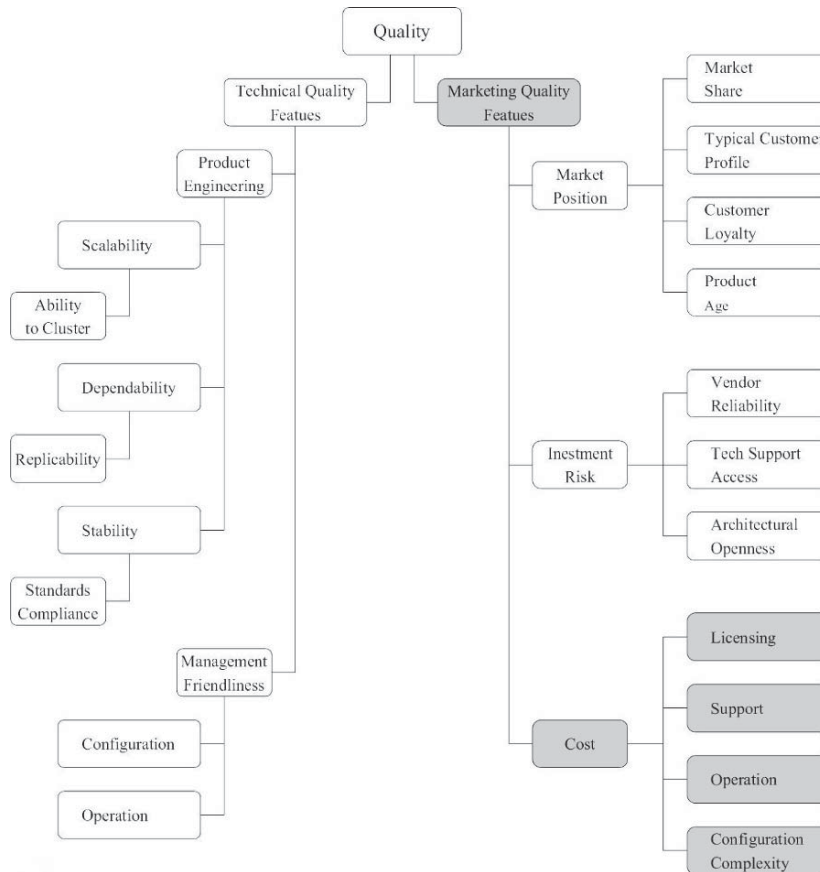 Quality
Technical Quality
Featues
Marketing Quality
Featues
Product
Engineering
Scalability
Ability
to Cluster
Dependability
Replicability
Stability
Standards
Compliance
Management
Friendliness
Configuration
Operation
Market
Position
Market
Share
Typical Customer
Profile
Customer
Loyalty
Product
Age
Inestment
Risk
Vendor
Reliability
Tech Support
Access
Architectural
Openness
Cost
Licensing
Support
Operation
Configuration
Complexity